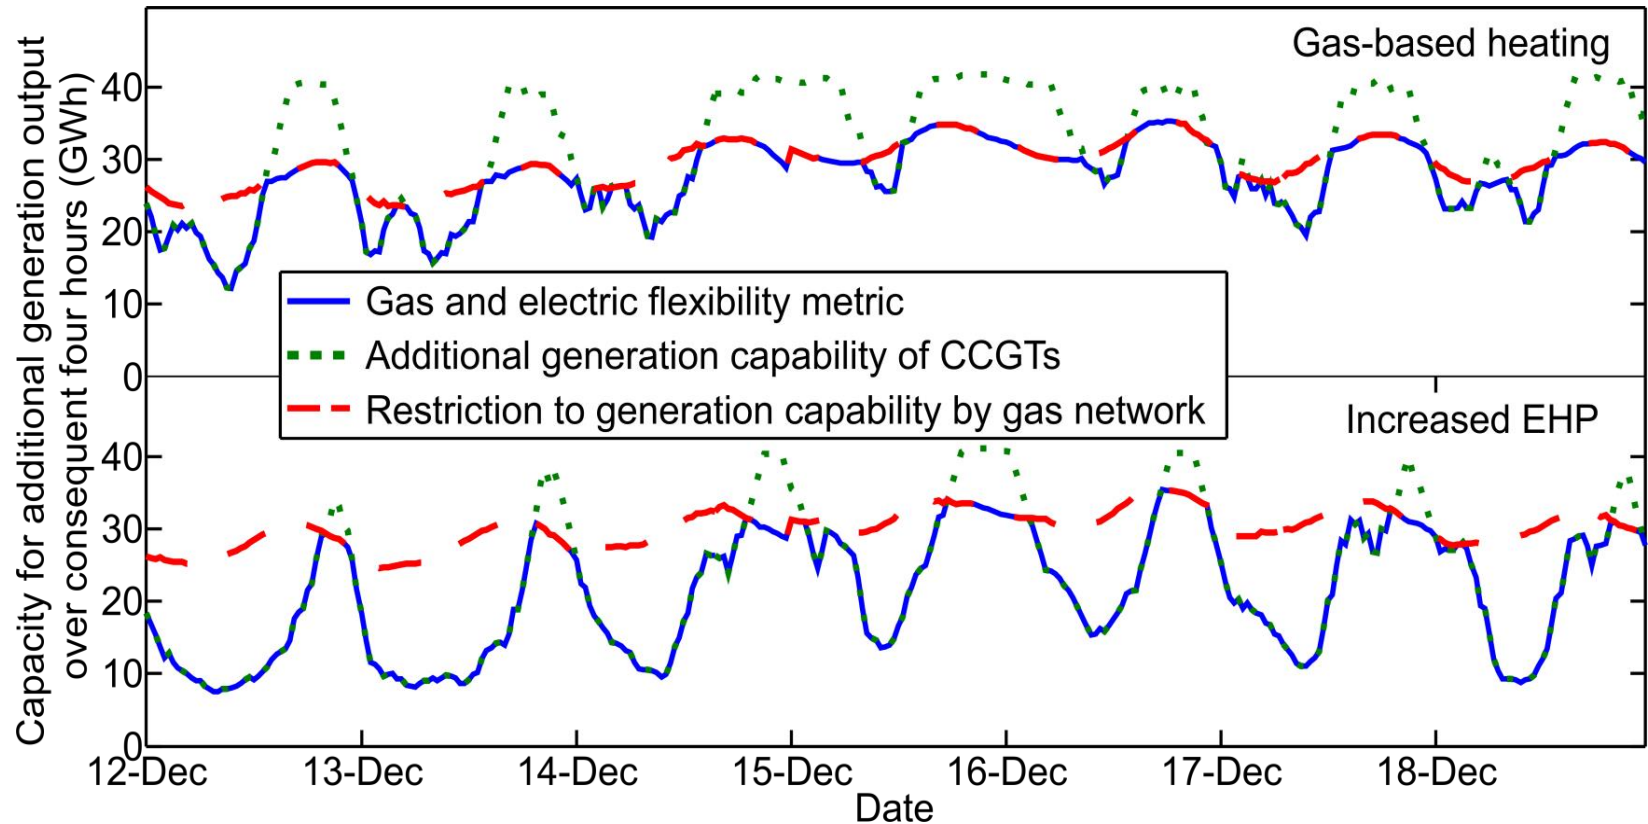 Capacity for additional generation output
over consequent four hours (GWh)
Gas-based heating
40
30
20
10
0
Gas and electric flexibility metric
Additional generation capability of CCGTs
Restriction to generation capability by gas network
Increased EHP
40
30
20
10
0
12-Dec 13-Dec 14-Dec 15-Dec 16-Dec 17-Dec 18-Dec
Date